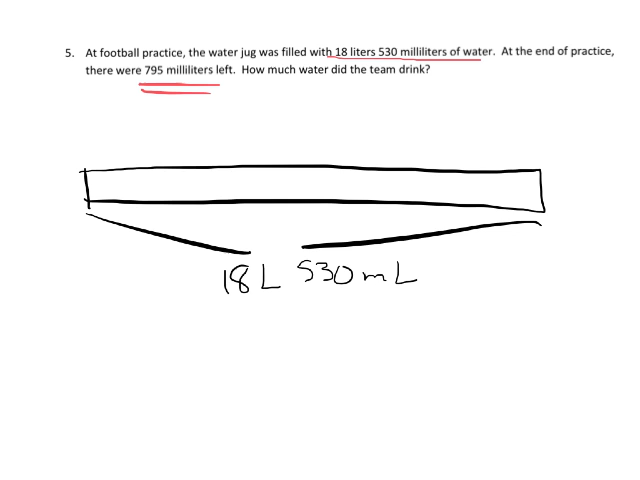 5. At football practice, the water jug was filled with 18 liters 530 milliliters of water. At the end of practice,
there were 795 milliliters left. How much water did the team drink?
18 L 530 mL